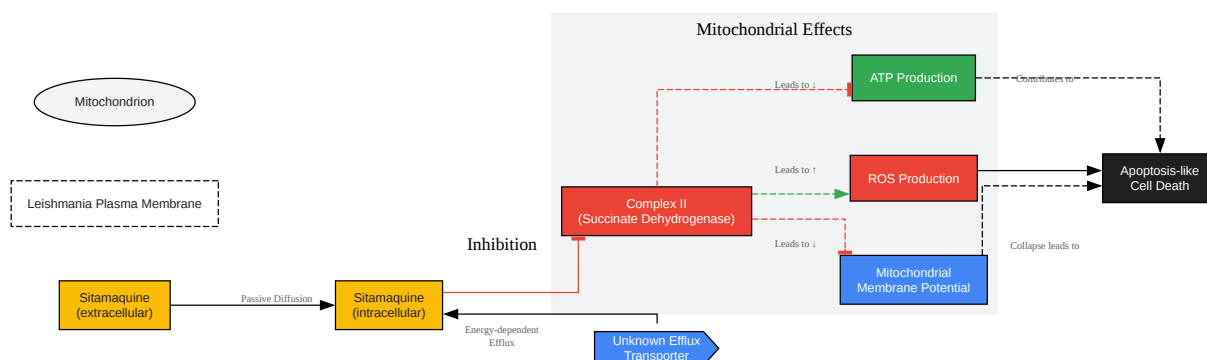 Mitochondrial Effects
ATP Production
Leads to ↓
Contributes to
Mitochondrion
Leads to ↑
ROS Production
Apoptosis-like
Cell Death
Leishmania Plasma Membrane
Complex II
(Succinate Dehydrogenase)
Inhibition
Leads to ↓
Collapse leads to
Mitochondrial
Membrane Potential
Sitamaquine
(extracellular)
Passive Diffusion
Sitamaquine
(intracellular)
Energy-dependent
Efflux
Unknown Efflux
Transporter